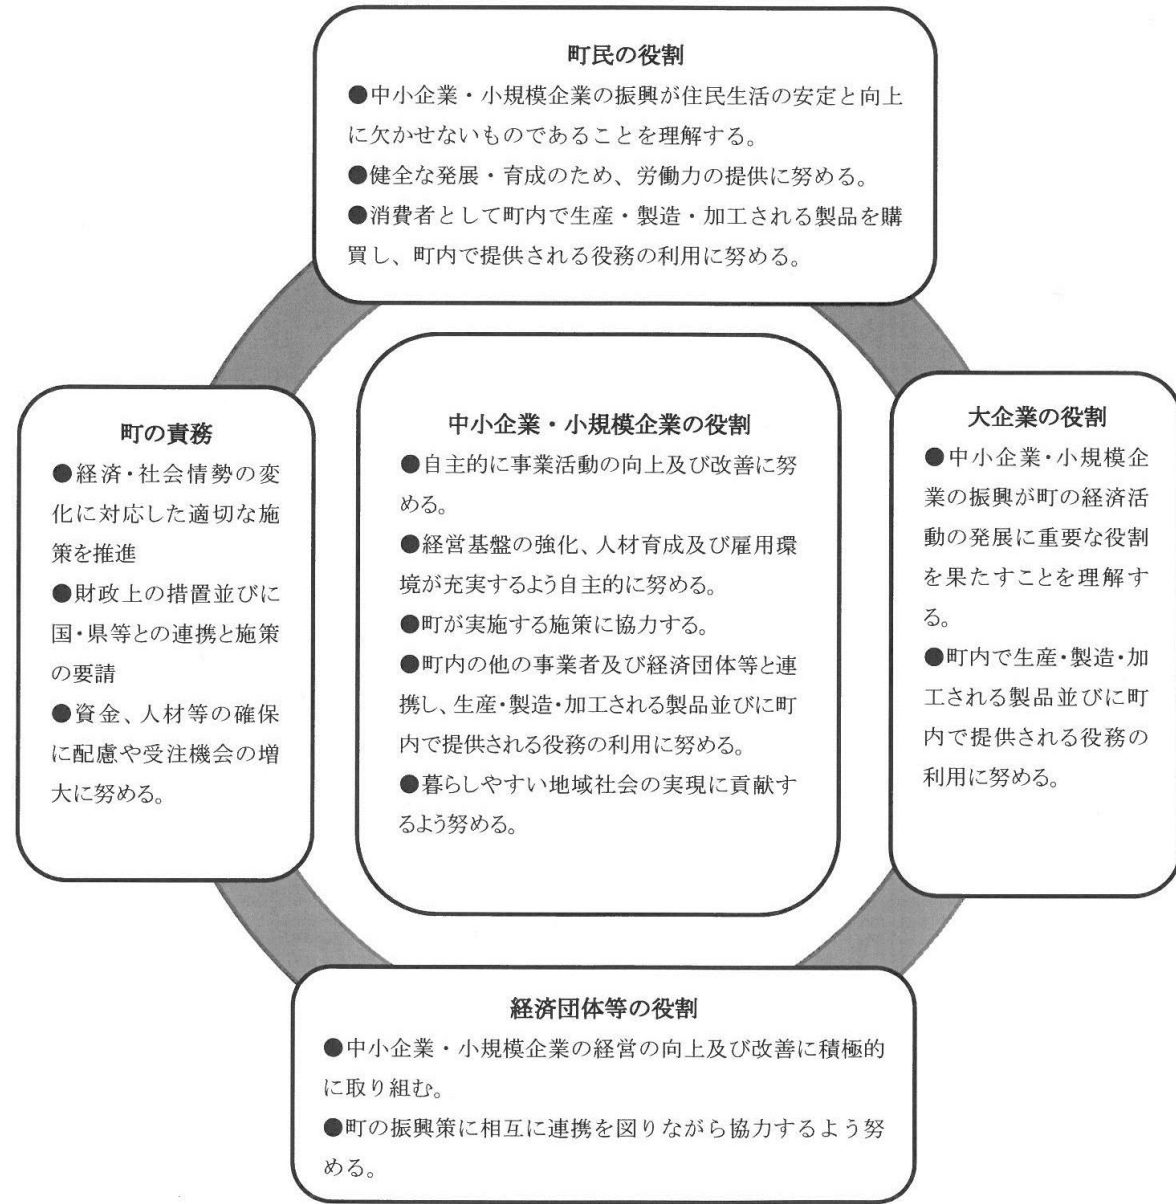 町民の役割
●中小企業・小規模企業の振興が住民生活の安定と向上
に欠かせないものであることを理解する。
●健全な発展・育成のため、労働力の提供に努める。
●消費者として町内で生産・製造・加工される製品を購
買し、町内で提供される役務の利用に努める。
町の責務
●経済・社会情勢の変
化に対応した適切な施
策を推進
●財政上の措置並びに
国・県等との連携と施策
の要請
●資金、人材等の確保
に配慮や受注機会の増
大に努める。
中小企業・小規模企業の役割
●自主的に事業活動の向上及び改善に努
める。
●経営基盤の強化、人材育成及び雇用環
境が充実するよう自主的に努める。
●町が実施する施策に協力する。
●町内の他の事業者及び経済団体等と連
携し、生産・製造・加工される製品並びに町
内で提供される役務の利用に努める。
●暮らしやすい地域社会の実現に貢献す
るよう努める。
大企業の役割
●中小企業・小規模企
業の振興が町の経済活
動の発展に重要な役割
を果たすことを理解す
る。
●町内で生産・製造・加
工される製品並びに町
内で提供される役務の
利用に努める。
経済団体等の役割
●中小企業・小規模企業の経営の向上及び改善に積極的
に取り組む。
●町の振興策に相互に連携を図りながら協力するよう努
める。